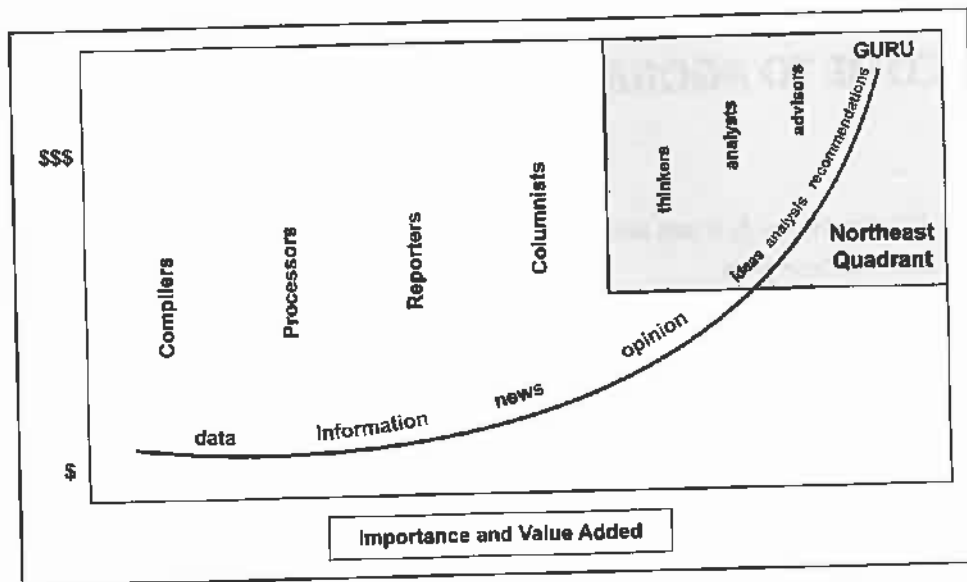 GURU
advisors
analysts
thinkers
$$$
Columnists
Reporters
Processors
Compilers
ideas analysis recommendations
Northeast
Quadrant
opinion
news
Information
data
$
Importance and Value Added